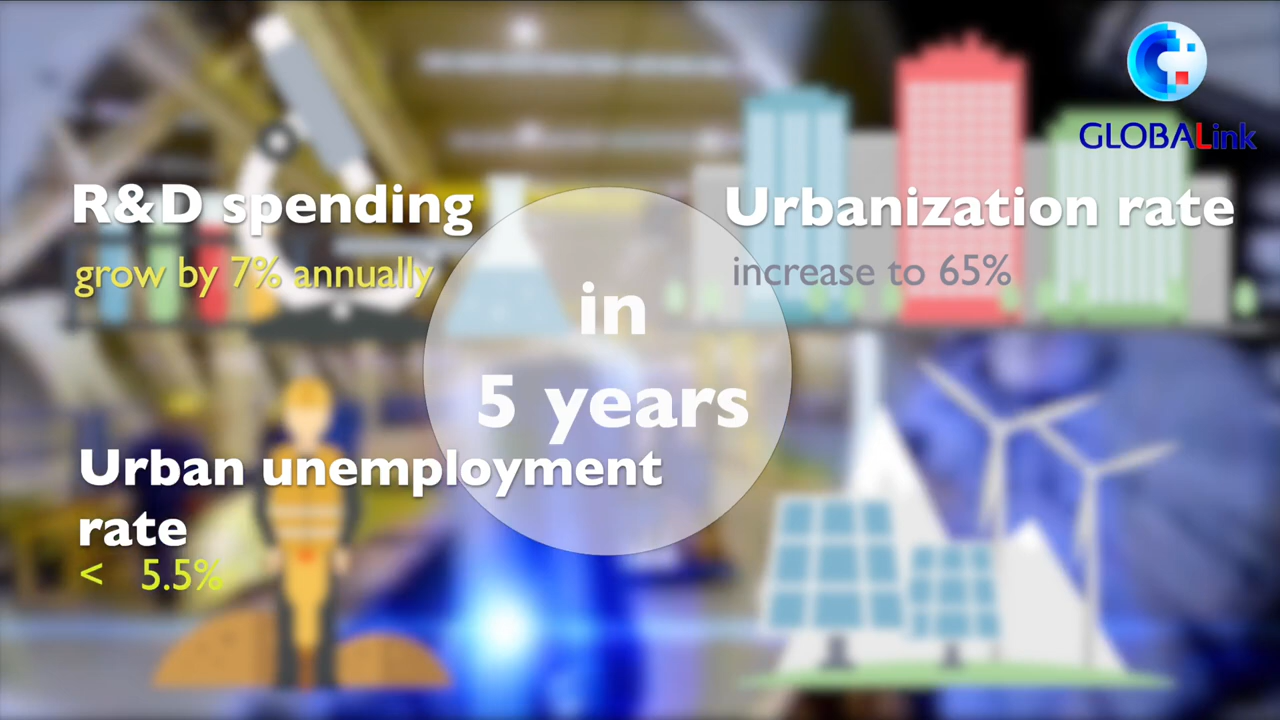 GLOBALink
R&D spending
grow by 7% annually
Urbanization rate
increase to 65%
in
5 years
Urban unemployment
rate
< 5.5%